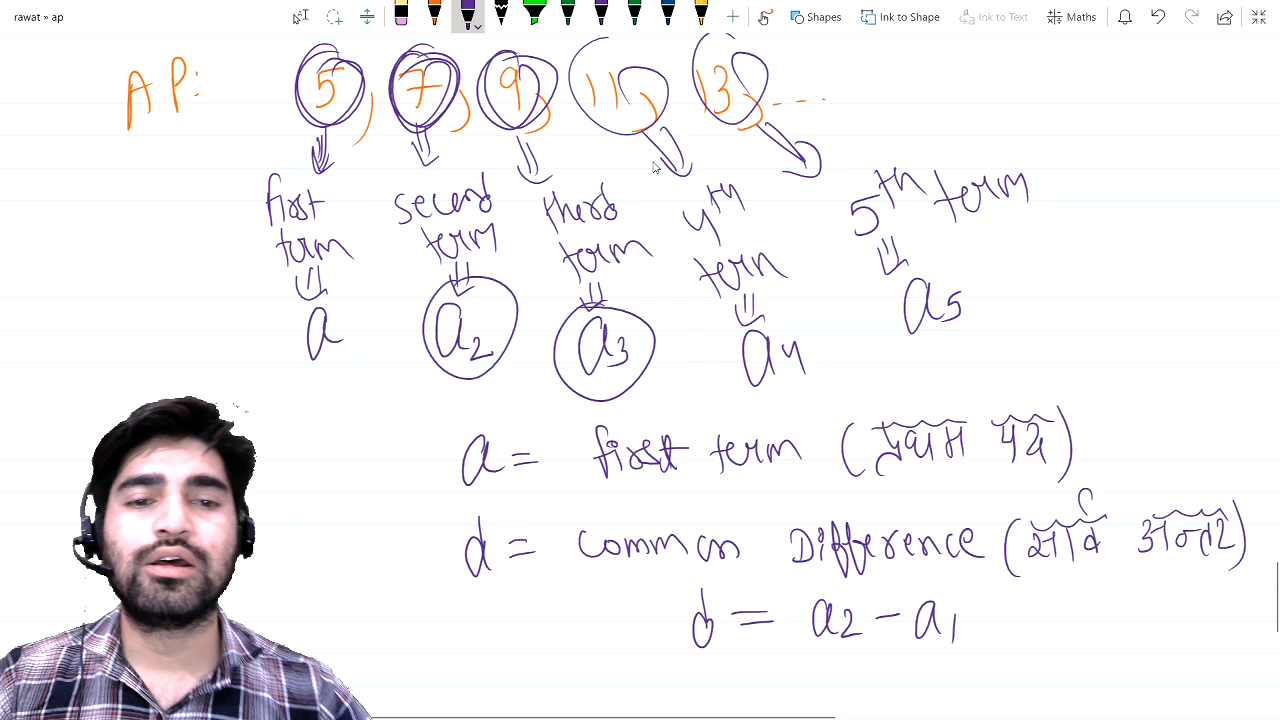 rawat » ap
Shapes Ink to Shape Ink to Text Maths
AP: 5, 7, 9, 11, 13, ....
first second third 4th 5th term
term term term term
a a2 a3 a4 a5
a = first term (प्रथम पद)
d = common Difference (सार्व अन्तर)
d = a2 - a1